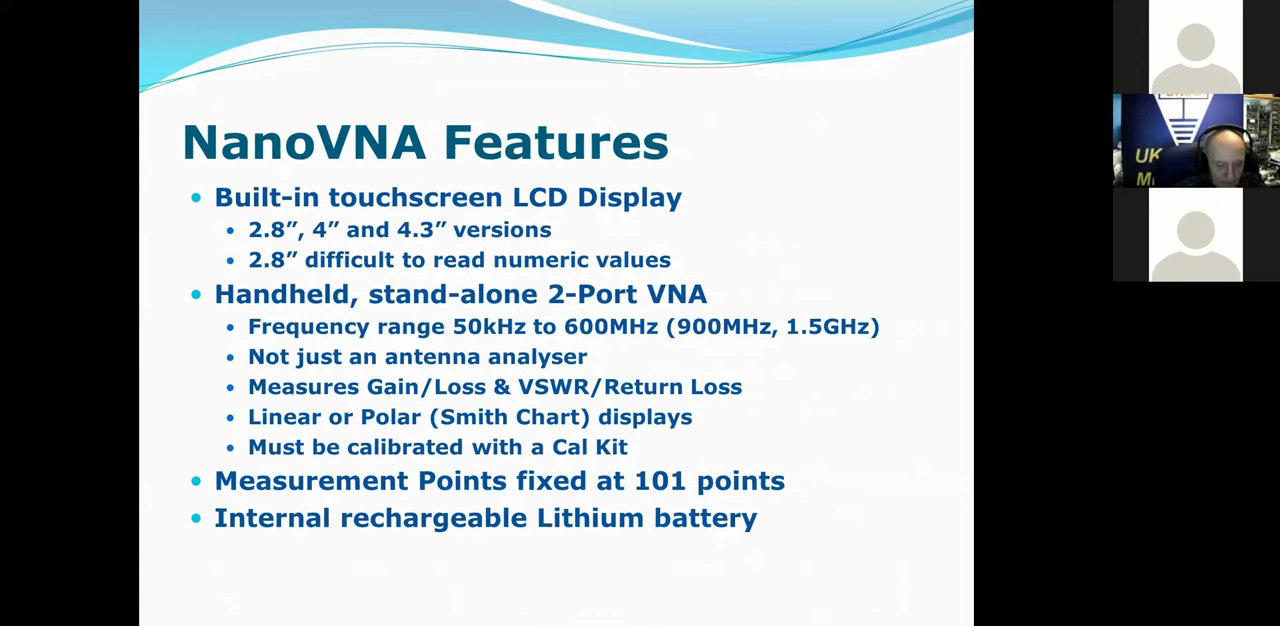 NanoVNA Features
• Built-in touchscreen LCD Display
• 2.8”, 4” and 4.3” versions
• 2.8” difficult to read numeric values
• Handheld, stand-alone 2-Port VNA
• Frequency range 50kHz to 600MHz (900MHz, 1.5GHz)
• Not just an antenna analyser
• Measures Gain/Loss & VSWR/Return Loss
• Linear or Polar (Smith Chart) displays
• Must be calibrated with a Cal Kit
• Measurement Points fixed at 101 points
• Internal rechargeable Lithium battery
UK